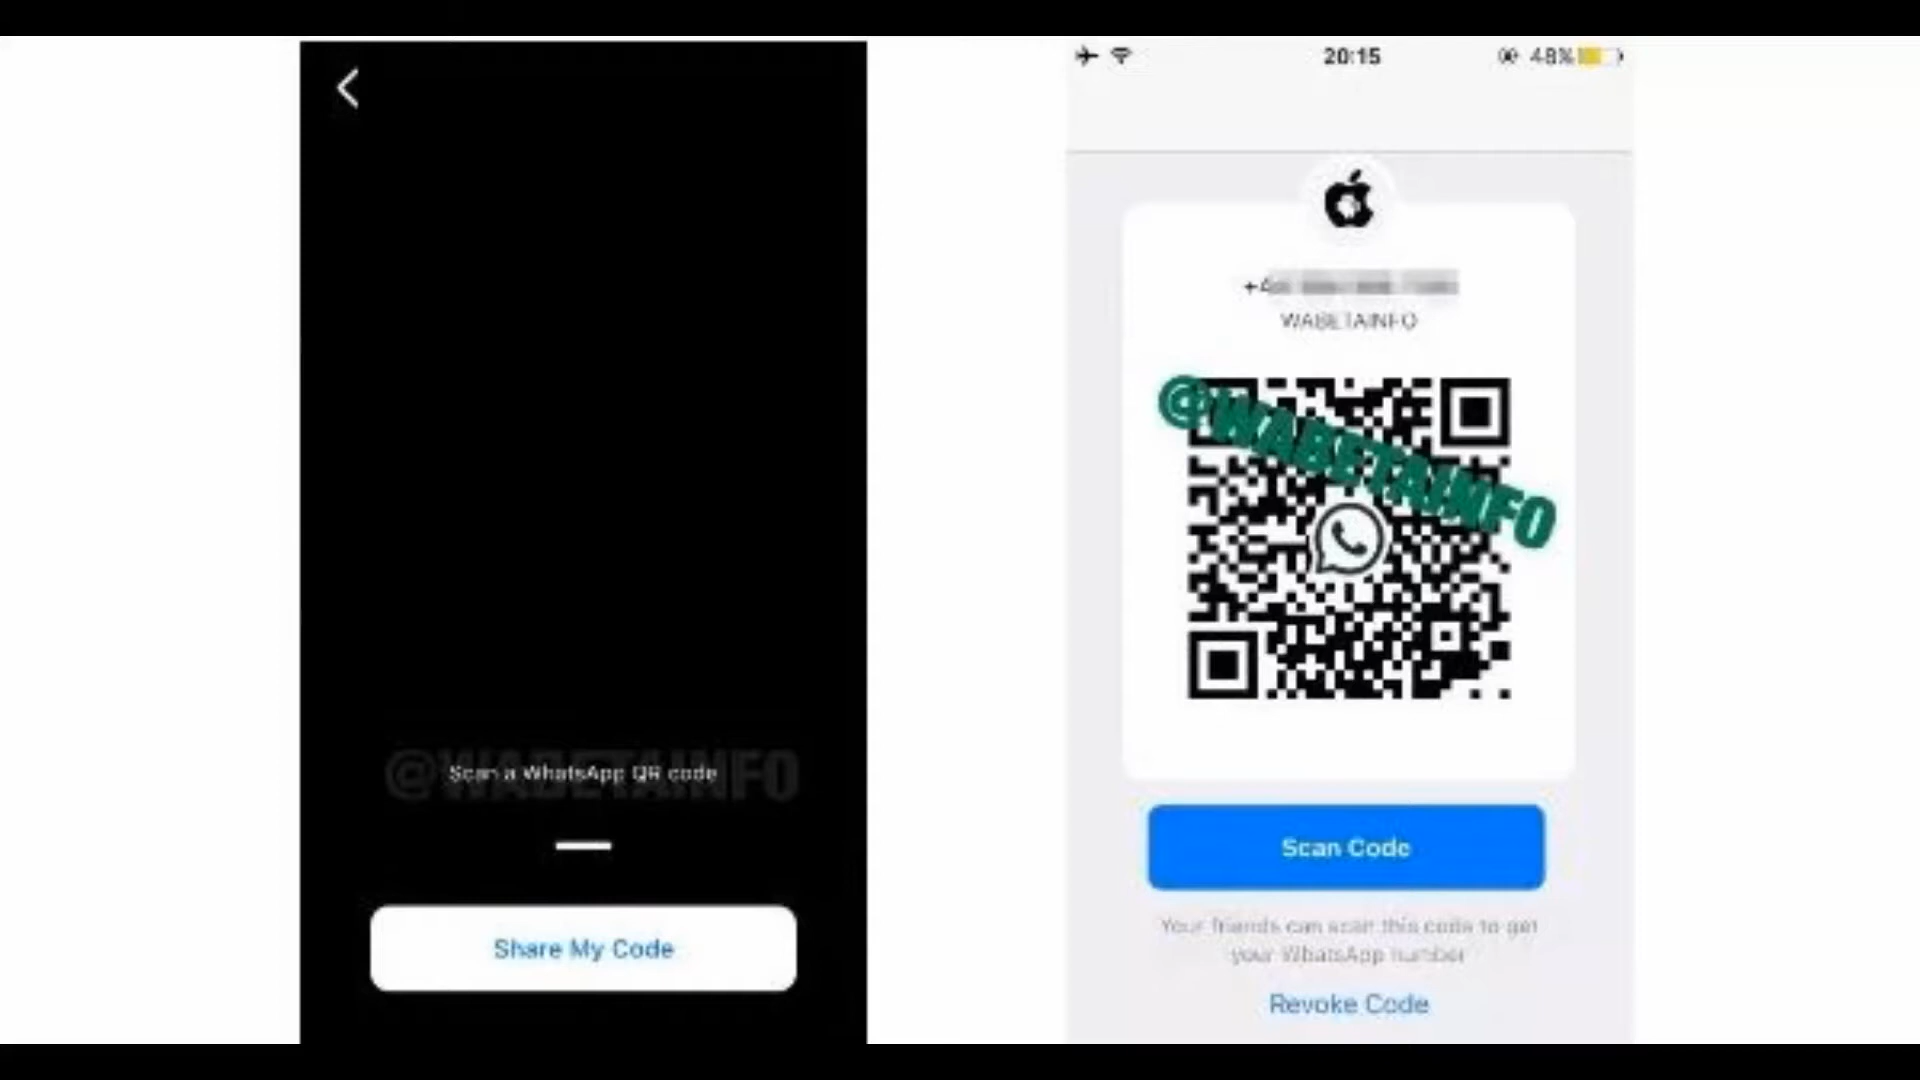 @WABETAINFO
Scan a WhatsApp QR code
Share My Code
20:15
48%
WABETAINFO
@WABETAINFO
Scan Code
Your friends can scan this code to get
your WhatsApp number
Revoke Code